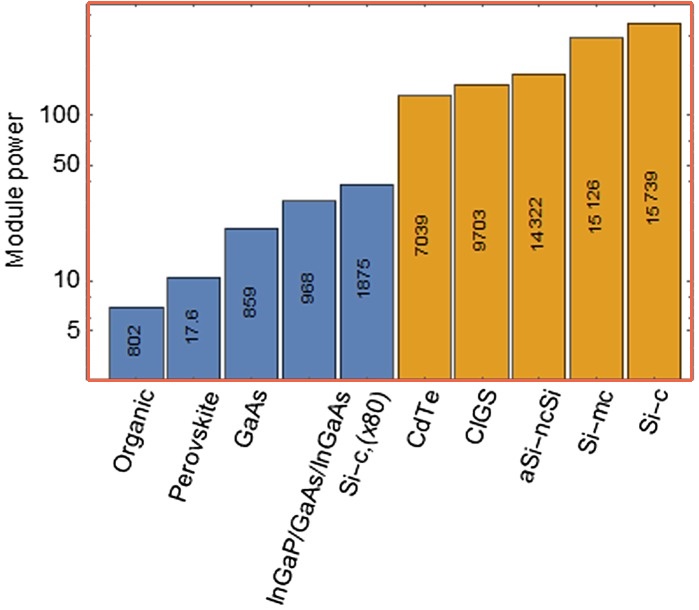 Module power
100
50
10
5
802
17.6
859
968
1875
7039
9703
14322
15126
15739
Organic
Perovskite
GaAs
InGaP/GaAs/InGaAs
Si-c,(x80)
CdTe
CIGS
aSi-ncSi
Si-mc
Si-c